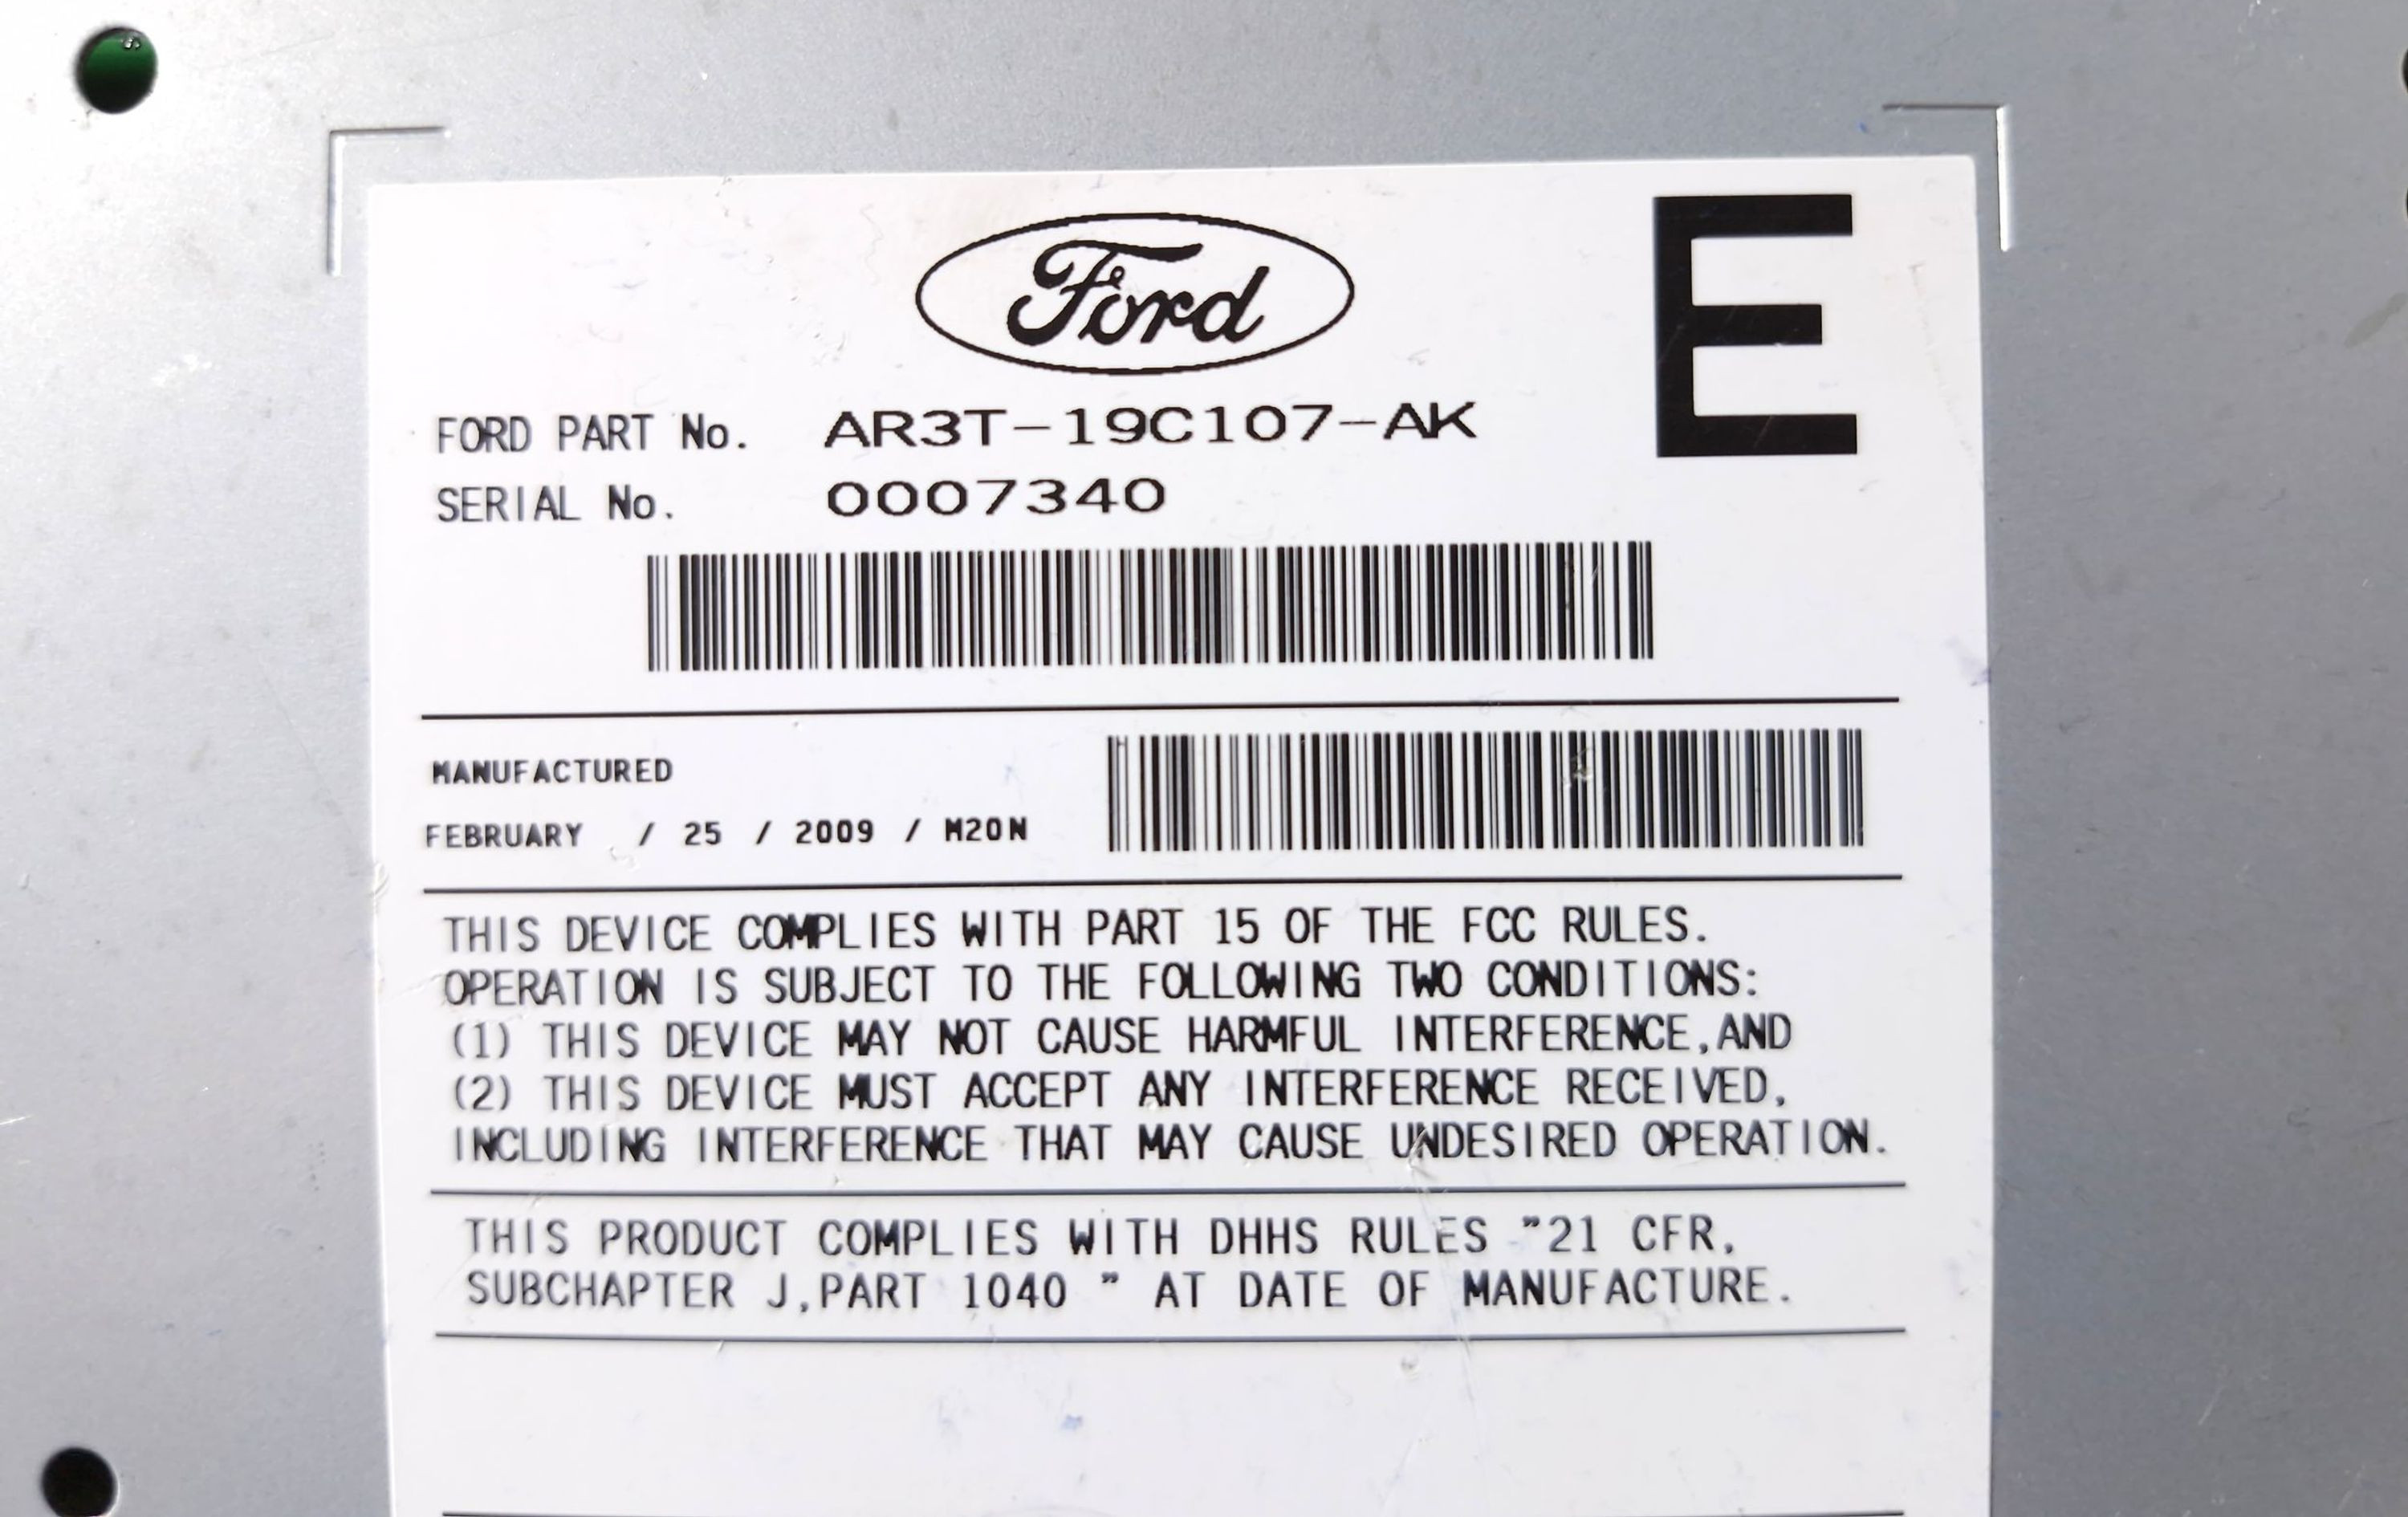 Ford
E
FORD PART No. AR3T-19C107-AK
SERIAL No. 0007340
MANUFACTURED
FEBRUARY / 25 / 2009 / M20N
THIS DEVICE COMPLIES WITH PART 15 OF THE FCC RULES.
OPERATION IS SUBJECT TO THE FOLLOWING TWO CONDITIONS:
(1) THIS DEVICE MAY NOT CAUSE HARMFUL INTERFERENCE,AND
(2) THIS DEVICE MUST ACCEPT ANY INTERFERENCE RECEIVED,
INCLUDING INTERFERENCE THAT MAY CAUSE UNDESIRED OPERATION.
THIS PRODUCT COMPLIES WITH DHHS RULES "21 CFR,
SUBCHAPTER J,PART 1040 " AT DATE OF MANUFACTURE.